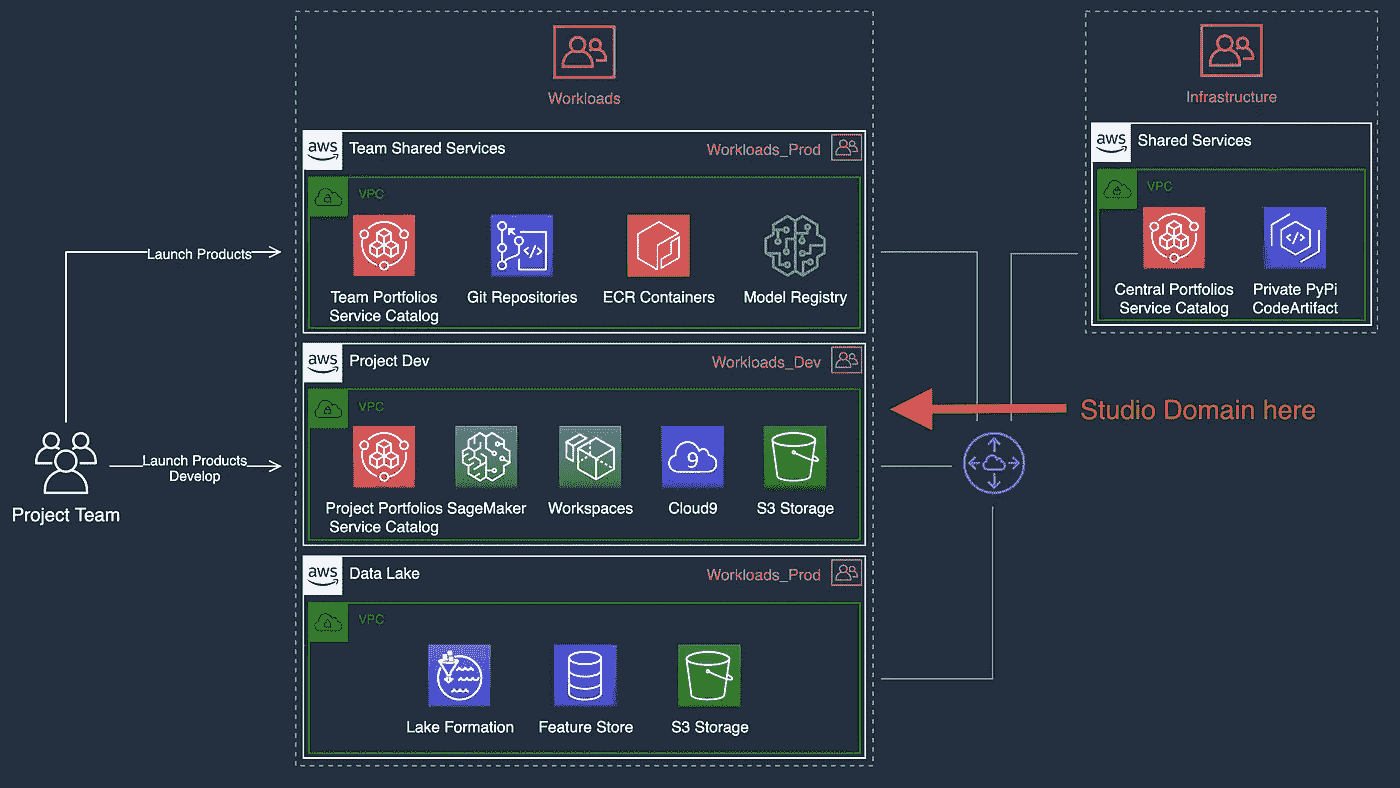 Workloads
Infrastructure
aws
Team Shared Services
Workloads_Prod
VPC
Team Portfolios
Service Catalog
Git Repositories
ECR Containers
Model Registry
aws
Shared Services
VPC
Central Portfolios
Service Catalog
Private PyPi
CodeArtifact
Launch Products
aws
Project Dev
Workloads_Dev
VPC
9
Project Portfolios
Service Catalog
SageMaker
Workspaces
Cloud9
S3 Storage
Studio Domain here
Launch Products
Develop
Project Team
aws
Data Lake
Workloads_Prod
VPC
Lake Formation
Feature Store
S3 Storage